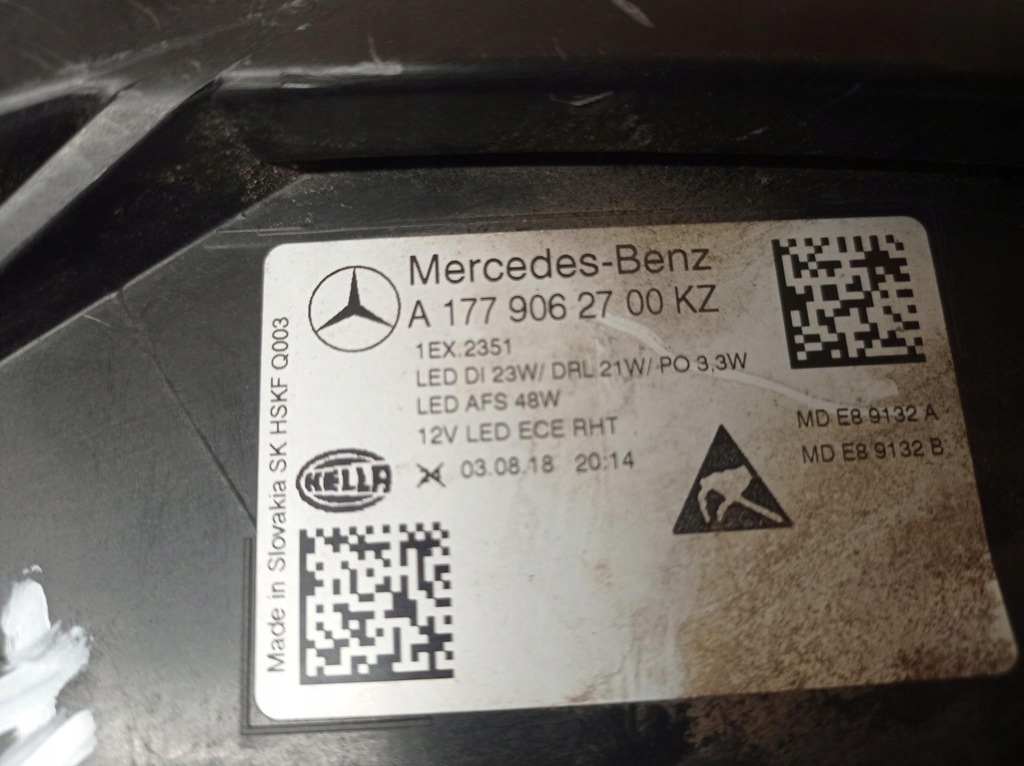 Mercedes-Benz
A 177 906 27 00 KZ
1EX.2351
LED DI 23W/ DRL 21W/ PO 3,3W
LED AFS 48W
12V LED ECE RHT
03.08.18 20:14
MD E8 9132 A
MD E8 9132 B
HELLA
Made in Slovakia SK HSKF Q003